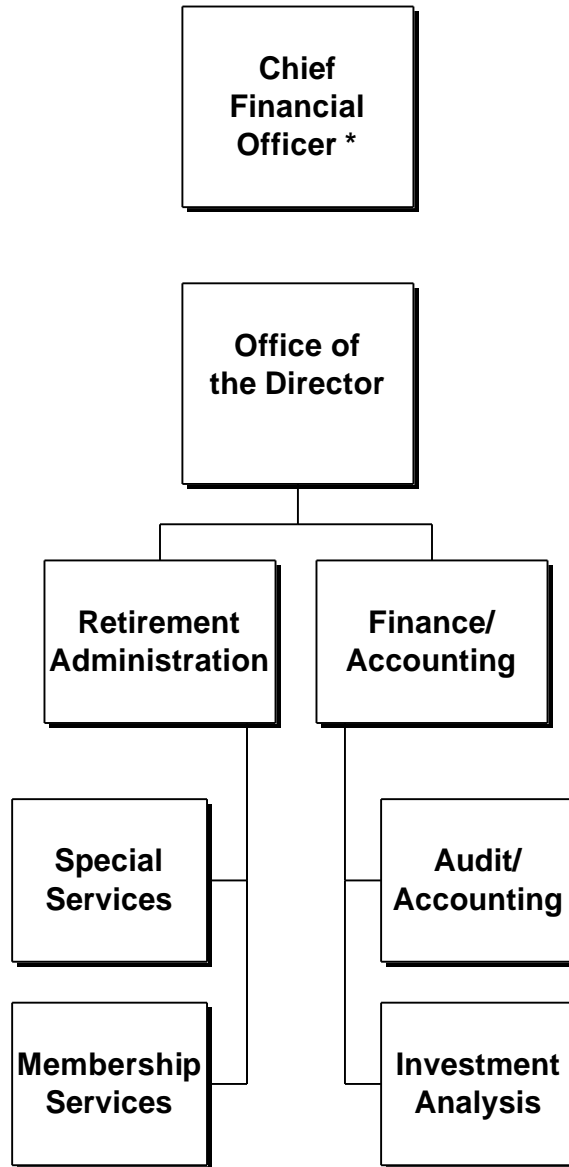 Chief
Financial
Officer *
Office of
the Director
Retirement
Administration
Finance/
Accounting
Special
Services
Audit/
Accounting
Membership
Services
Investment
Analysis